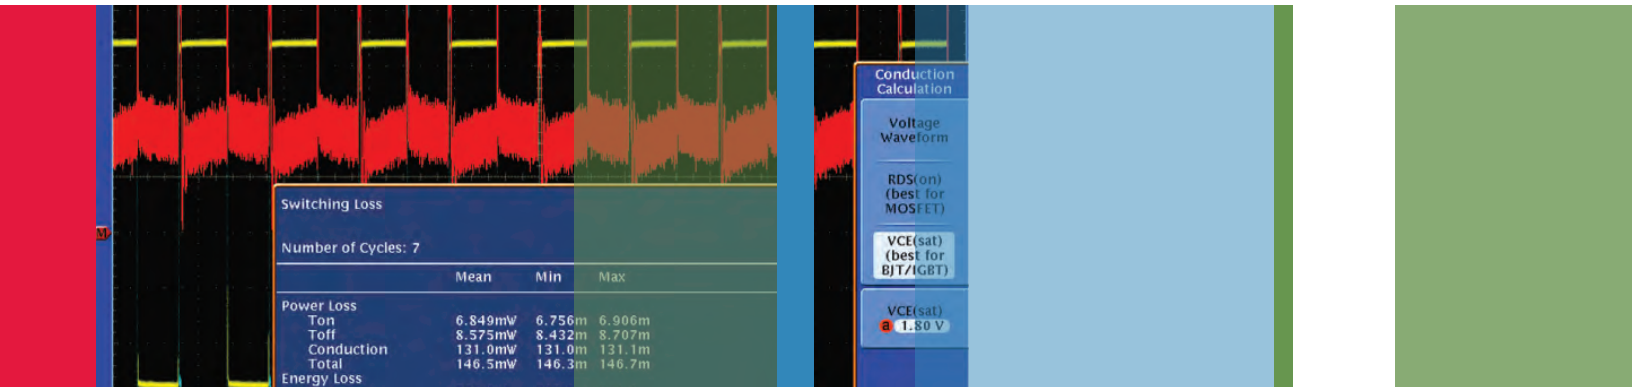 M
Switching Loss
Number of Cycles: 7
Mean Min Max
Power Loss
Ton 6.849mW 6.756m 6.906m
Toff 8.575mW 8.432m 8.707m
Conduction 131.0mW 131.0m 131.1m
Total 146.5mW 146.3m 146.7m
Energy Loss
Conduction
Calculation
Voltage
Waveform
RDS(on)
(best for
MOSFET)
VCE(sat)
(best for
BJT/IGBT)
VCE(sat)
a 1.80 V